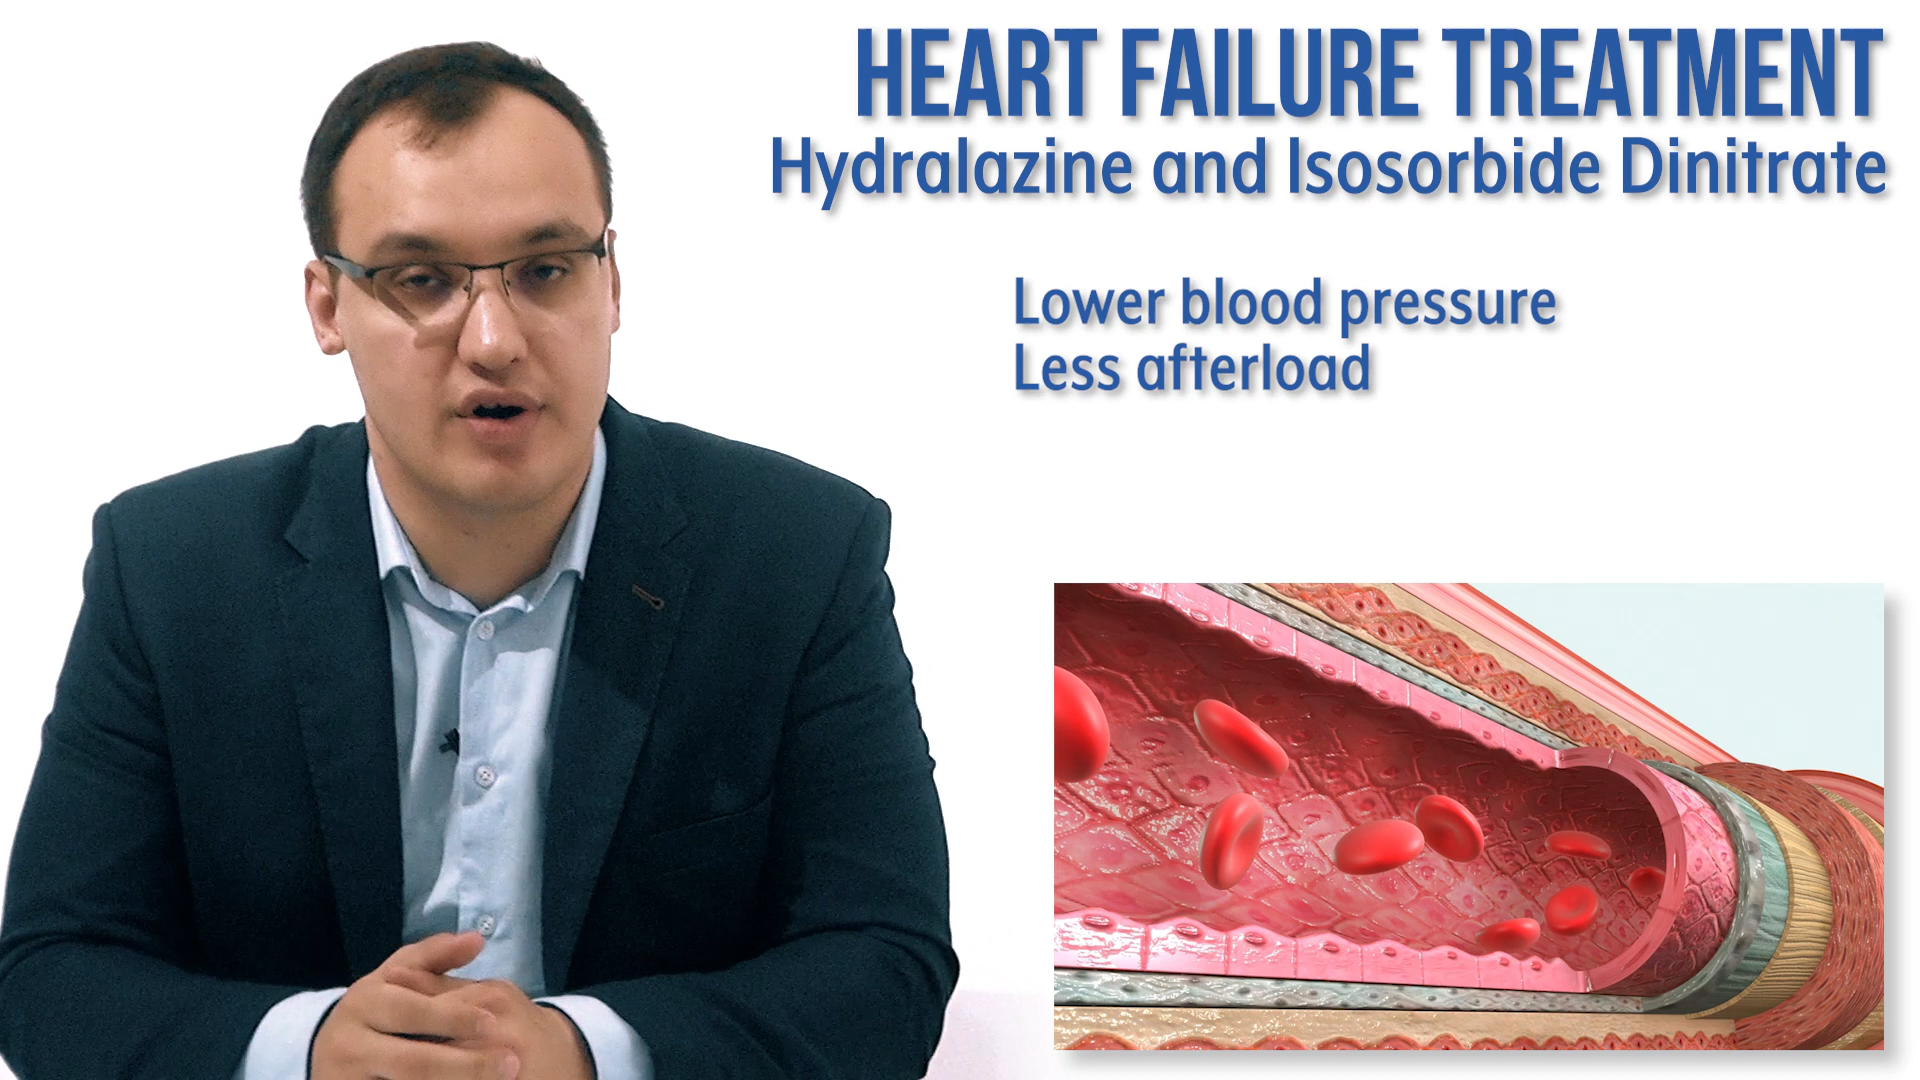 HEART FAILURE TREATMENT
Hydralazine and Isosorbide Dinitrate
Lower blood pressure
Less afterload